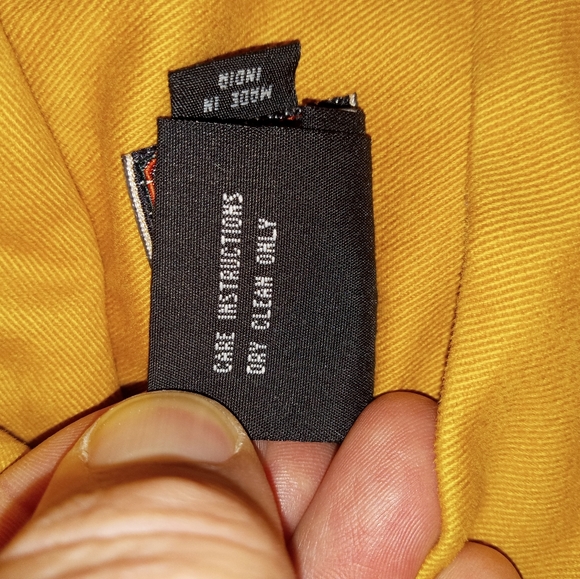 MADE IN
INDIA
CARE INSTRUCTIONS
DRY CLEAN ONLY